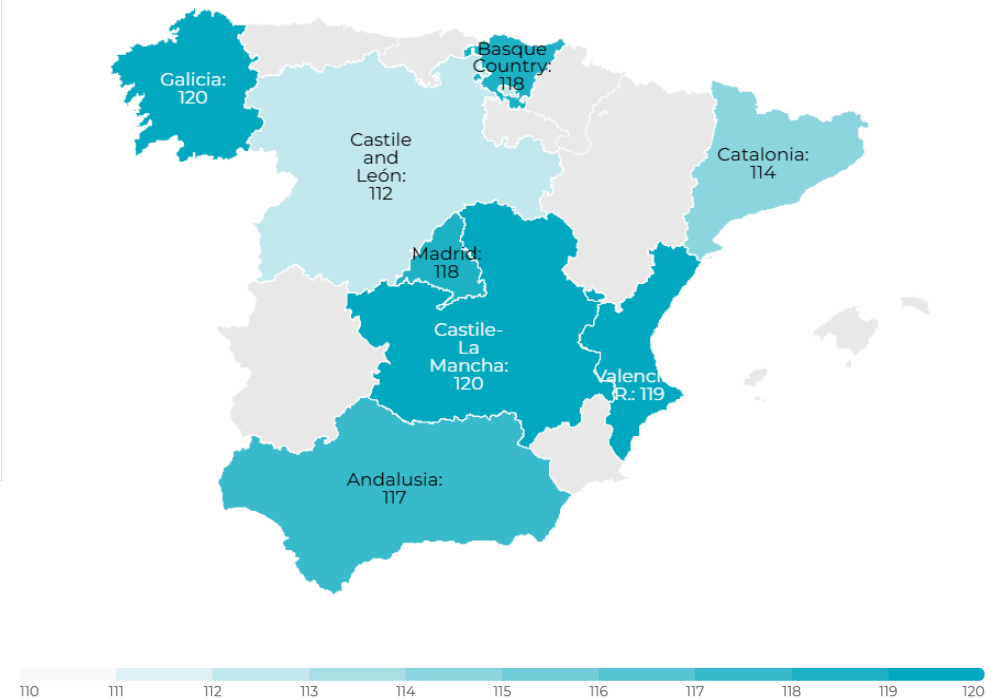 Galicia:
120
Basque
Country:
118
Castile
and
León:
112
Catalonia:
114
Madrid:
118
Castile-
La
Mancha:
120
Valenci
R.: 119
Andalusia:
117
110 111 112 113 114 115 116 117 118 119 120